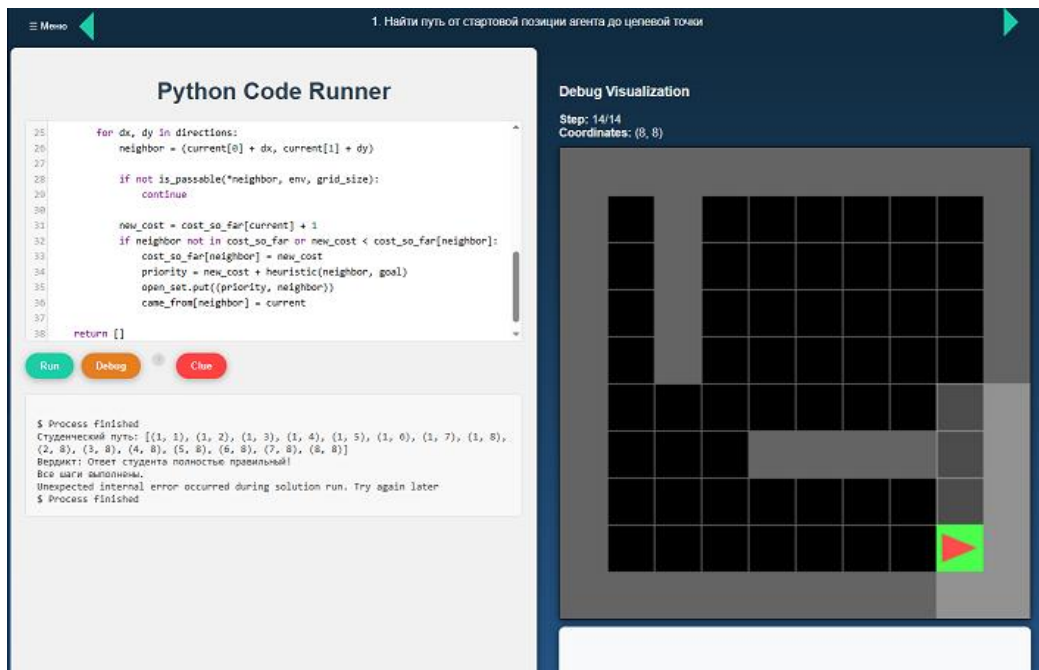 ☰ Меню
1. Найти путь от стартовой позиции агента до целевой точки
Python Code Runner
25 for dx, dy in directions:
26 neighbor = (current[0] + dx, current[1] + dy)
27
28 if not is_passable(*neighbor, env, grid_size):
29 continue
30
31 new_cost = cost_so_far[current] + 1
32 if neighbor not in cost_so_far or new_cost < cost_so_far[neighbor]:
33 cost_so_far[neighbor] = new_cost
34 priority = new_cost + heuristic(neighbor, goal)
35 open_set.put((priority, neighbor))
36 came_from[neighbor] = current
37
38 return []
Run Debug Clue
$ Process finished
Студенческий путь: [(1, 1), (1, 2), (1, 3), (1, 4), (1, 5), (1, 6), (1, 7), (1, 8),
(2, 8), (3, 8), (4, 8), (5, 8), (6, 8), (7, 8), (8, 8)]
Вердикт: Ответ студента полностью правильный!
Все шаги выполнены.
Unexpected internal error occurred during solution run. Try again later
$ Process finished
Debug Visualization
Step: 14/14
Coordinates: (8, 8)